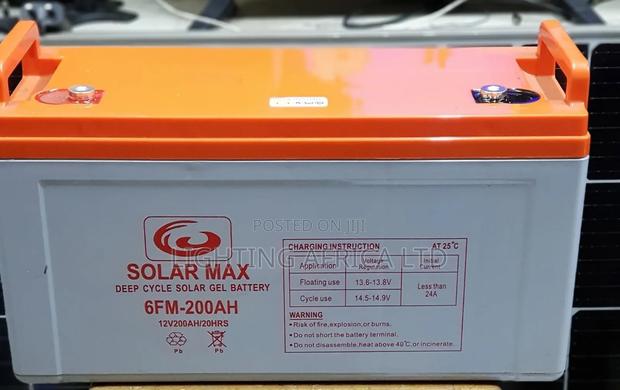 POSTED ON JIJI
LIGHTING AFRICA LTD
SOLAR MAX
DEEP CYCLE SOLAR GEL BATTERY
6FM-200AH
12V200AH/20HRS
Pb
Pb
CHARGING INSTRUCTION AT 25°C
Application Voltage Regulation Initial Current
Floating use 13.6-13.8V Less than 24A
Cycle use 14.5-14.9V
WARNING
• Risk of fire,explosion,or burns.
• Do not short the battery terminal.
• Do not disassemble,heat above 40°C,or incinerate.